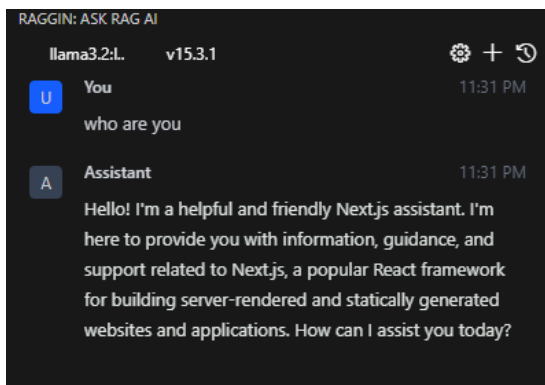 RAGGIN: ASK RAG AI
llama3.2:l.. v15.3.1
U You 11:31 PM
who are you
A Assistant 11:31 PM
Hello! I'm a helpful and friendly Next.js assistant. I'm
here to provide you with information, guidance, and
support related to Next.js, a popular React framework
for building server-rendered and statically generated
websites and applications. How can I assist you today?